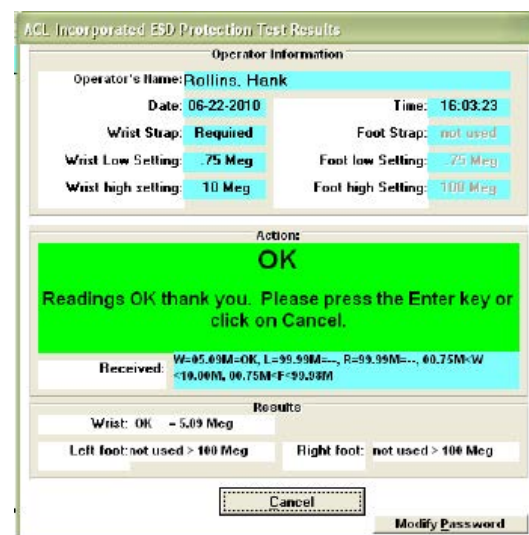 ACL Incorporated ESD Protection Test Results
Operator Information
Operator's Name: Rollins, Hank
Date: 06-22-2010 Time: 16:03:23
Wrist Strap: Required Foot Strap: not used
Wrist Low Setting: .75 Meg Foot low Setting: .75 Meg
Wrist high setting: 10 Meg Foot high Setting: 100 Meg
Action:
OK
Readings OK thank you. Please press the Enter key or
click on Cancel.
Received: W=05.09M=OK, L=99.99M=--, R=99.99M=--, 00.75M<W
<10.00M, 00.75M<F<99.98M
Results
Wrist: OK = 5.09 Meg
Left foot: not used > 100 Meg Right foot: not used > 100 Meg
Cancel
Modify Password